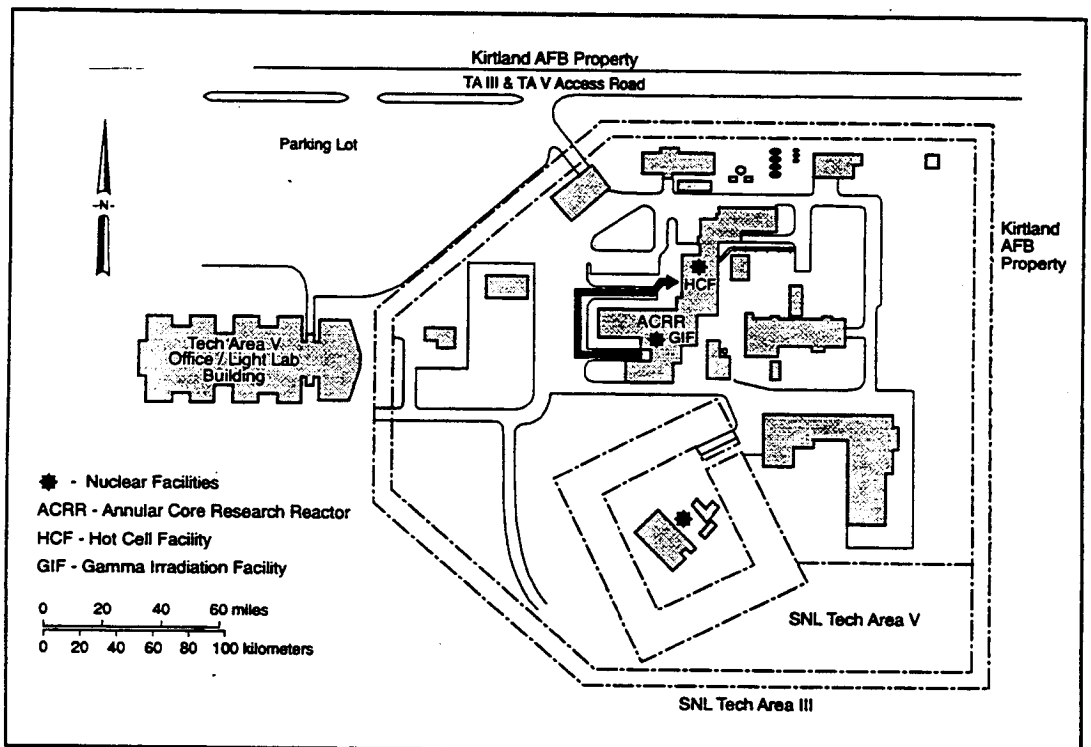 Kirtland AFB Property
TA III & TA V Access Road
Parking Lot
-N-
Kirtland
AFB
Property
HCF
ACRR
GIF
Tech Area V
Office / Light Lab
Building
- Nuclear Facilities
ACRR - Annular Core Research Reactor
HCF - Hot Cell Facility
GIF - Gamma Irradiation Facility
0 20 40 60 miles
0 20 40 60 80 100 kilometers
SNL Tech Area V
SNL Tech Area III